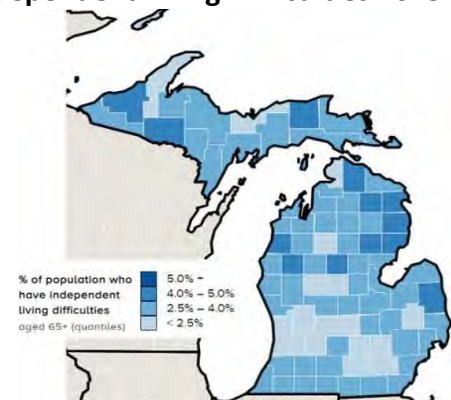 % of population who
have independent
living difficulties
aged 65+ (quantiles)
5.0% +
4.0% – 5.0%
2.5% – 4.0%
< 2.5%